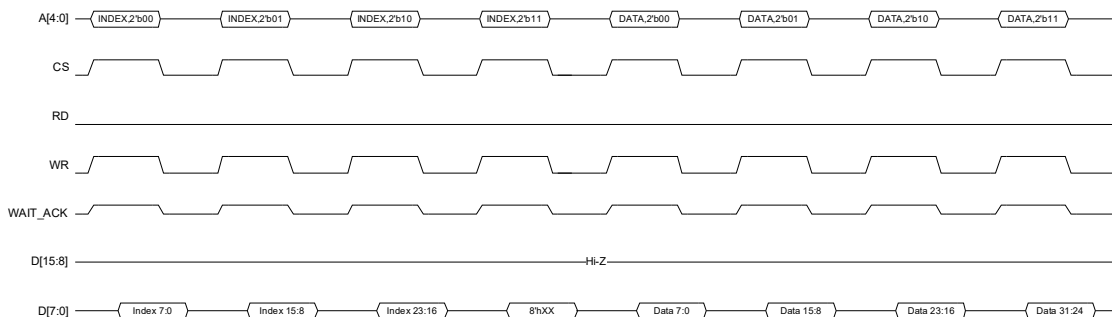 A[4:0] INDEX,2'b00 INDEX,2'b01 INDEX,2'b10 INDEX,2'b11 DATA,2'b00 DATA,2'b01 DATA,2'b10 DATA,2'b11
CS
RD
WR
WAIT_ACK
D[15:8] Hi-Z
D[7:0] Index 7:0 Index 15:8 Index 23:16 8'hXX Data 7:0 Data 15:8 Data 23:16 Data 31:24